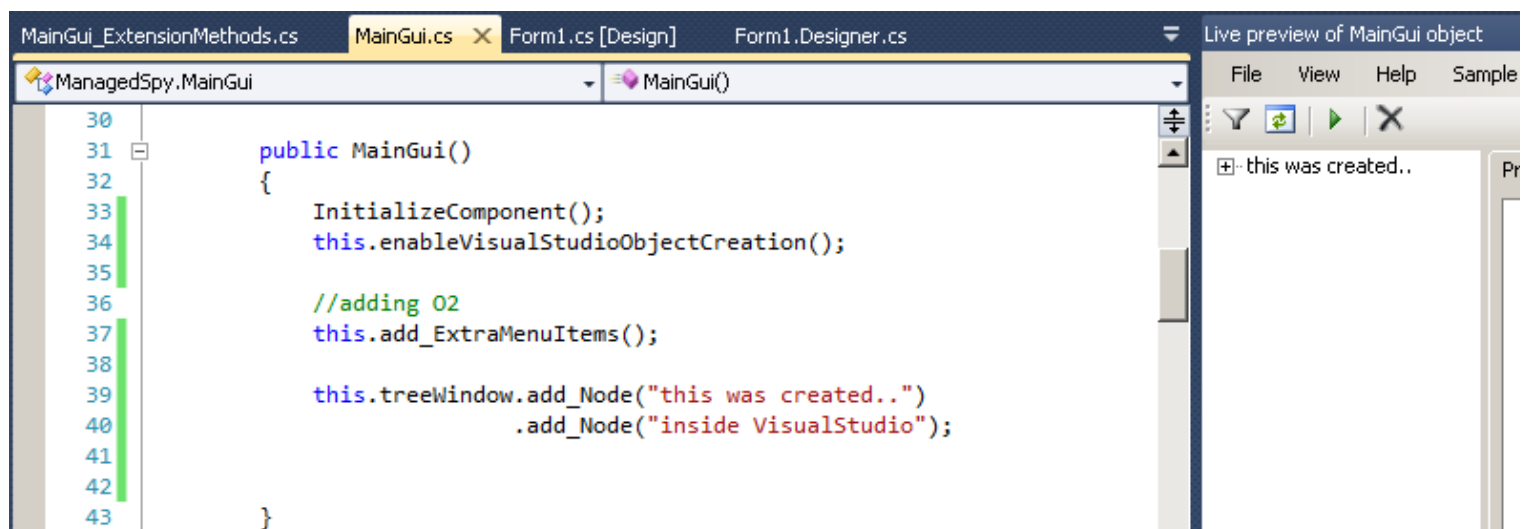 MainGui_ExtensionMethods.cs MainGui.cs Form1.cs [Design] Form1.Designer.cs
Live preview of MainGui object
ManagedSpy.MainGui MainGui()
File View Help Sample
30
31 public MainGui()
32 {
33 InitializeComponent();
34 this.enableVisualStudioObjectCreation();
35
36 //adding O2
37 this.add_ExtraMenuItems();
38
39 this.treeWindow.add_Node("this was created..")
40 .add_Node("inside VisualStudio");
41
42
43 }
this was created..
Pr